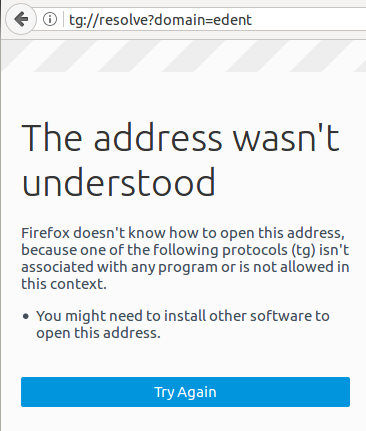 tg://resolve?domain=edent
The address wasn't
understood
Firefox doesn't know how to open this address,
because one of the following protocols (tg) isn't
associated with any program or is not allowed in
this context.
• You might need to install other software to
open this address.
Try Again